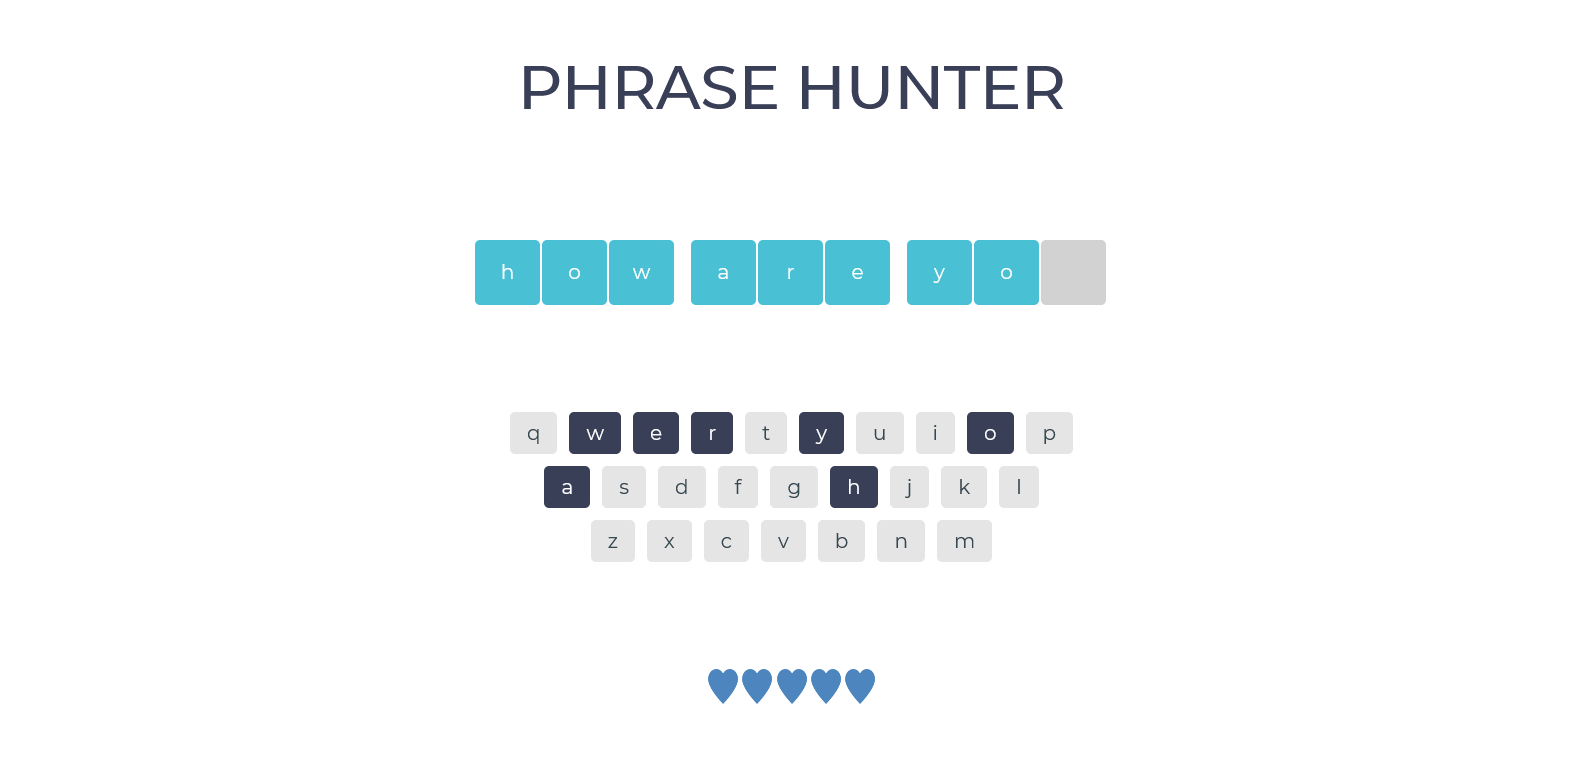 PHRASE HUNTER
h o w a r e y o
q w e r t y u i o p
a s d f g h j k l
z x c v b n m